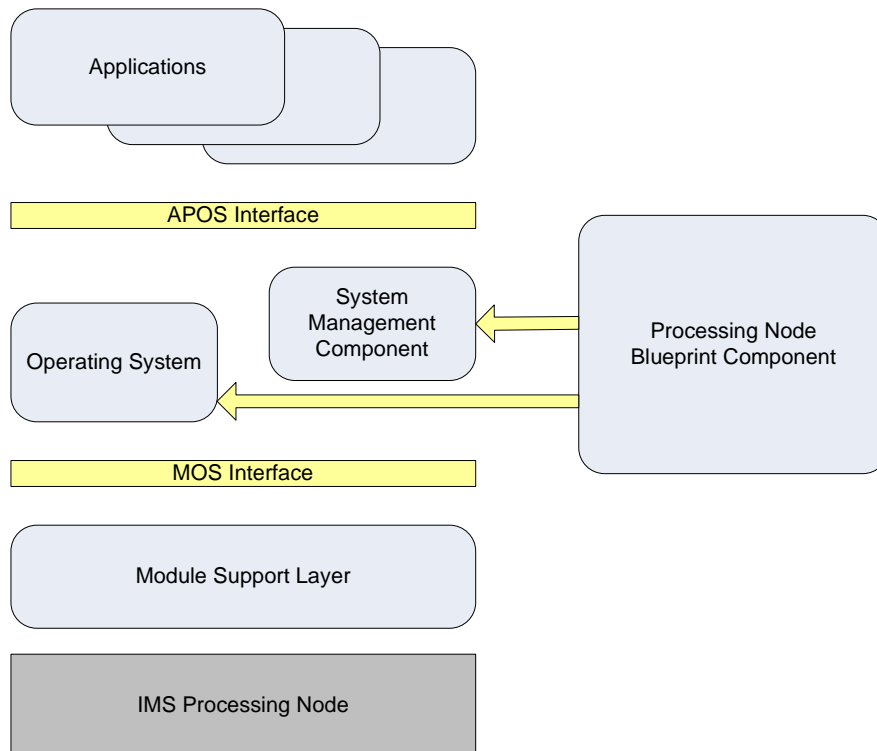 Applications
APOS Interface
System
Management
Component
Processing Node
Blueprint Component
Operating System
MOS Interface
Module Support Layer
IMS Processing Node